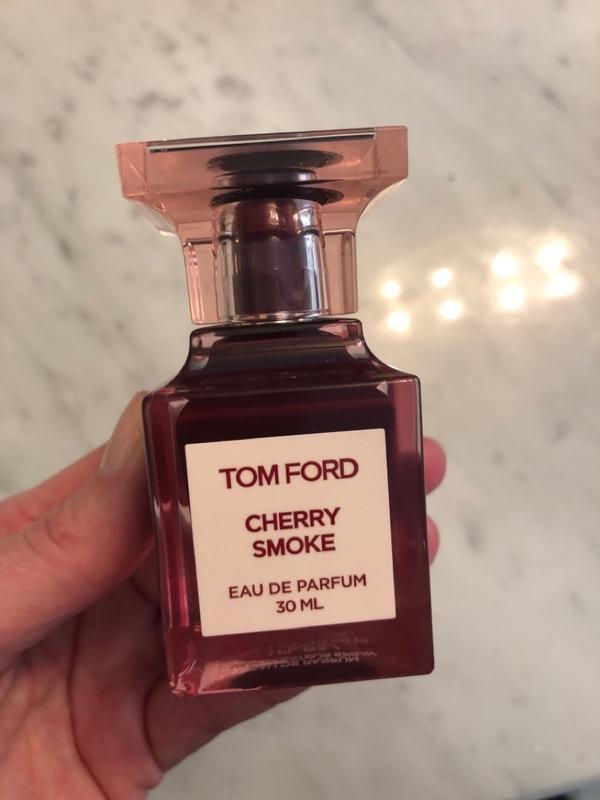 TOM FORD
CHERRY
SMOKE
EAU DE PARFUM
30 ML